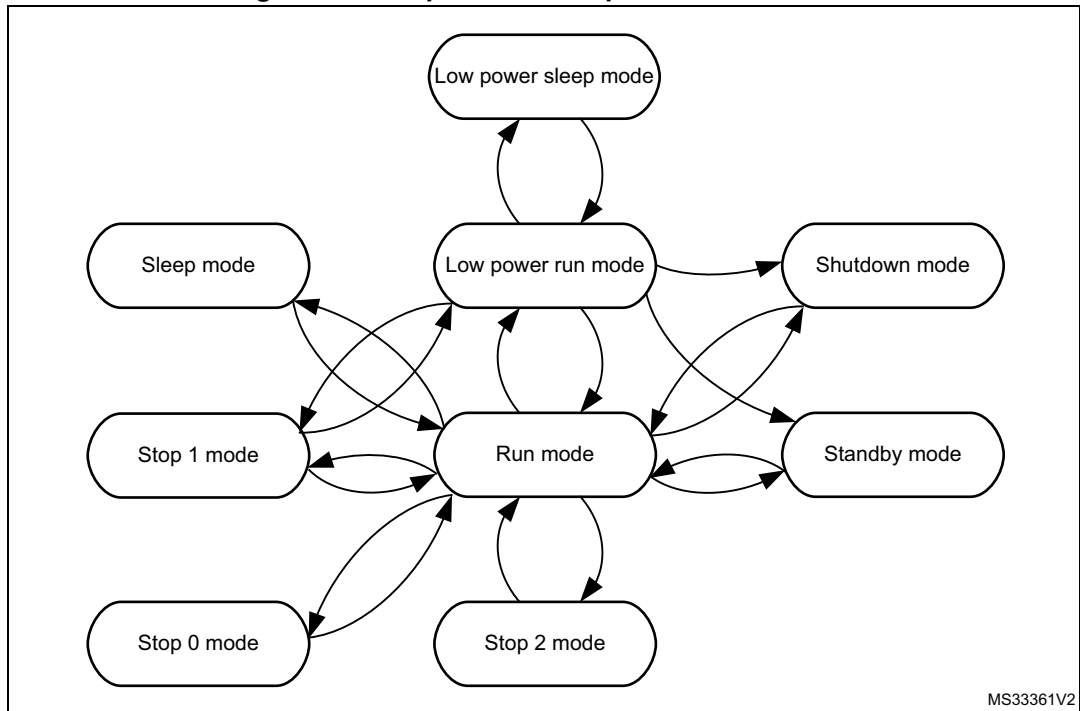 Low power sleep mode
Sleep mode
Low power run mode
Shutdown mode
Stop 1 mode
Run mode
Standby mode
Stop 0 mode
Stop 2 mode
MS33361V2